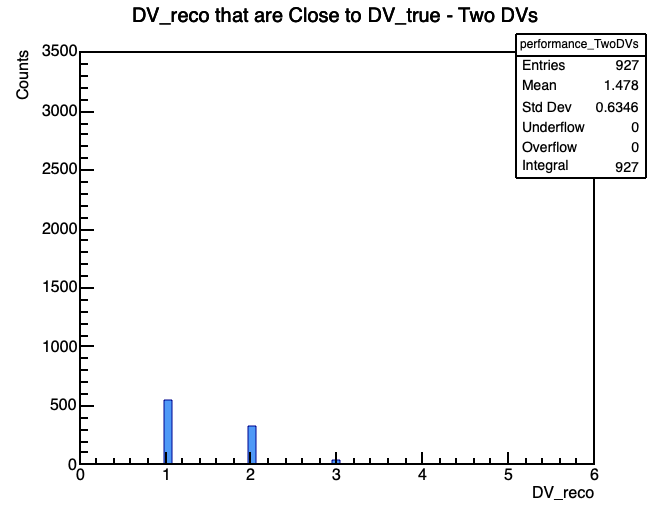 DV_reco that are Close to DV_true - Two DVs
performance_TwoDVs
Entries 927
Mean 1.478
Std Dev 0.6346
Underflow 0
Overflow 0
Integral 927
Counts
3500
3000
2500
2000
1500
1000
500
0
0 1 2 3 4 5 6
DV_reco